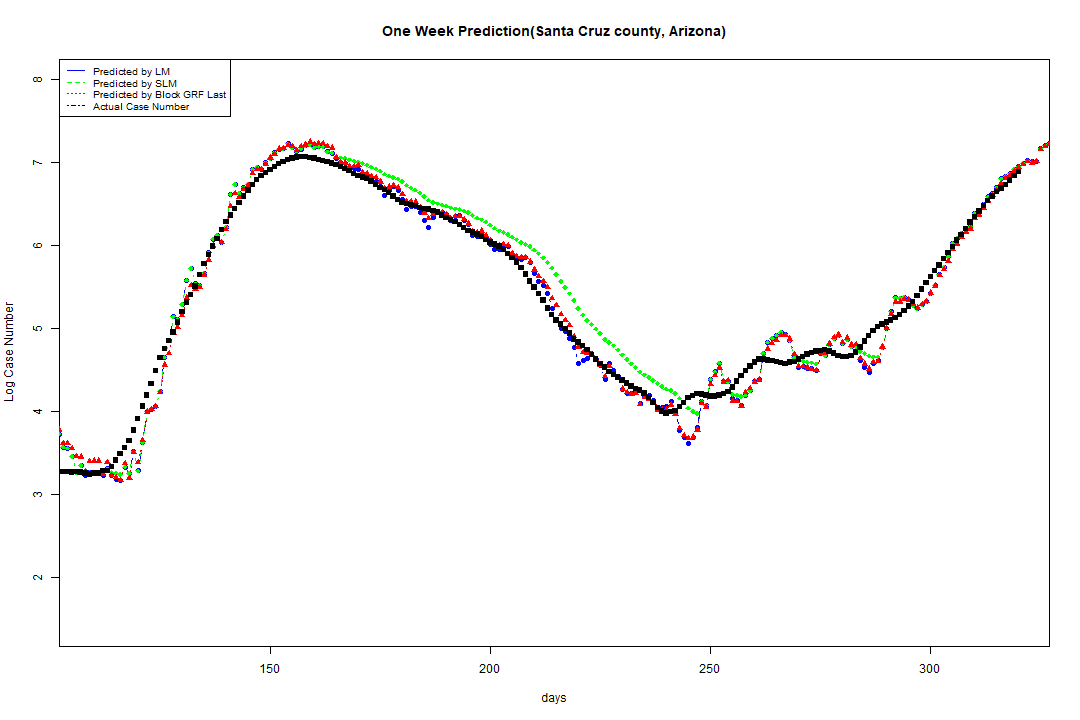 One Week Prediction(Santa Cruz county, Arizona)
Predicted by LM
Predicted by SLM
Predicted by Block GRF Last
Actual Case Number
8
7
6
5
4
3
2
Log Case Number
150 200 250 300
days